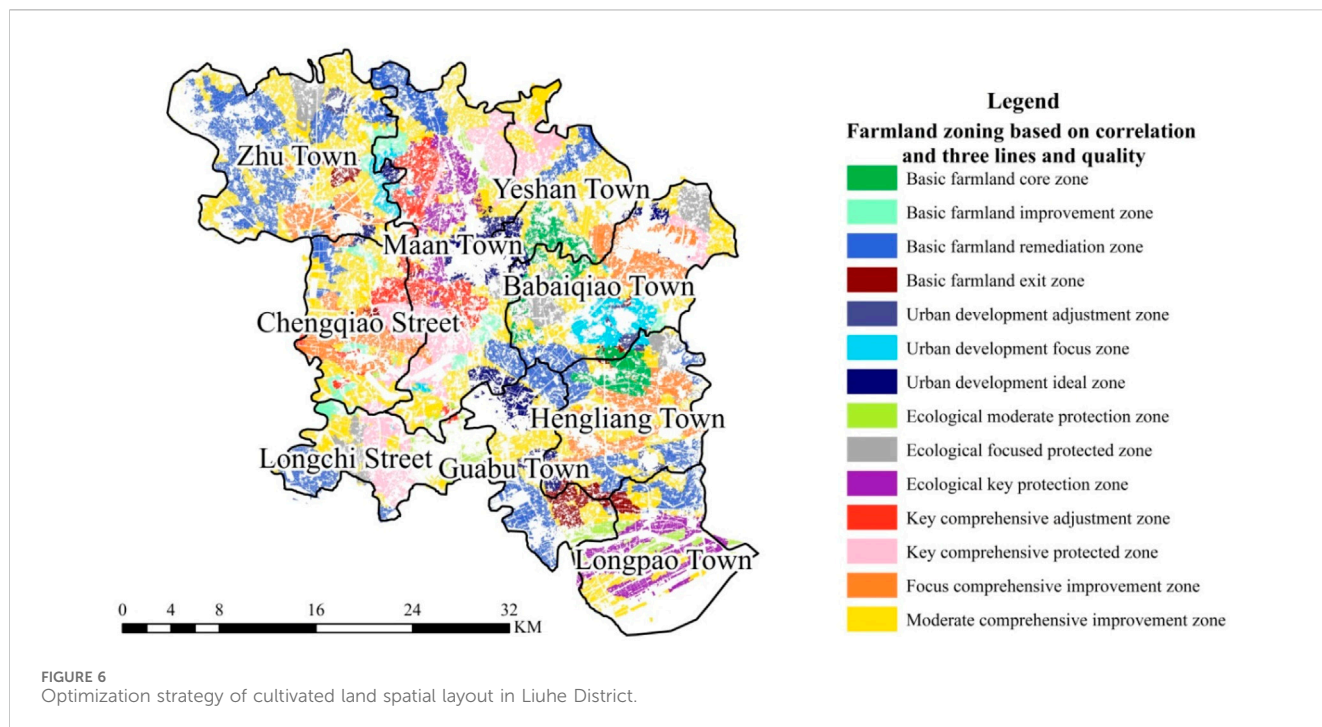 Zhu Town
Yeshan Town
Maan Town
Babaiqiao Town
Chengqiao Street
Hengliang Town
Longchi Street
Guabu Town
Longpao Town
0 4 8 16 24 32
KM
Legend
Farmland zoning based on correlation
and three lines and quality
Basic farmland core zone
Basic farmland improvement zone
Basic farmland remediation zone
Basic farmland exit zone
Urban development adjustment zone
Urban development focus zone
Urban development ideal zone
Ecological moderate protection zone
Ecological focused protected zone
Ecological key protection zone
Key comprehensive adjustment zone
Key comprehensive protected zone
Focus comprehensive improvement zone
Moderate comprehensive improvement zone
FIGURE 6
Optimization strategy of cultivated land spatial layout in Liuhe District.